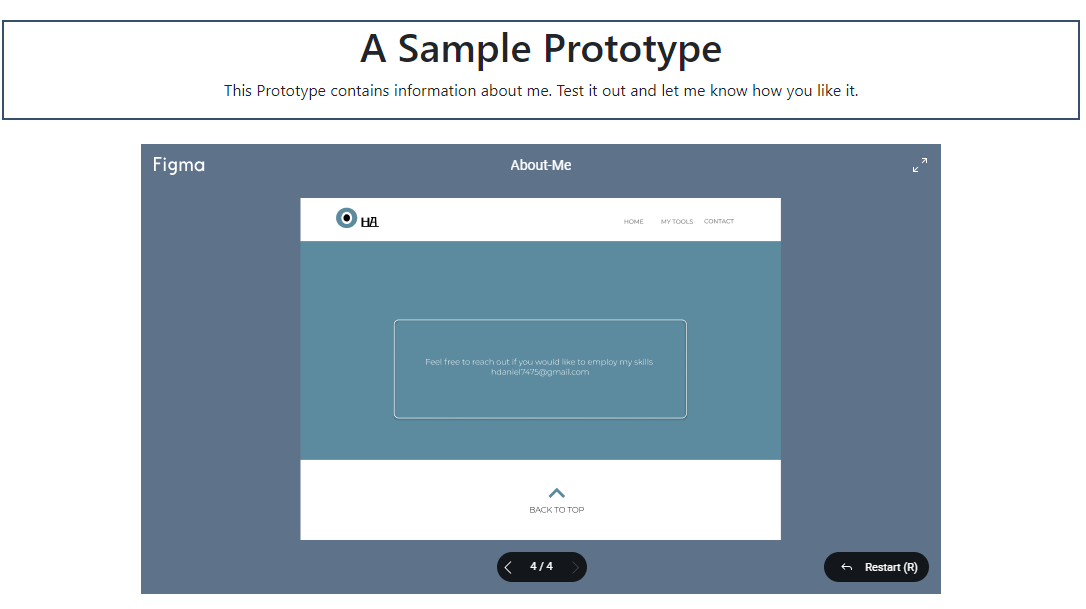 A Sample Prototype
This Prototype contains information about me. Test it out and let me know how you like it.
Figma
About-Me
HOME MY TOOLS CONTACT
Feel free to reach out if you would like to employ my skills
hdaniel7475@gmail.com
BACK TO TOP
4 / 4
Restart (R)